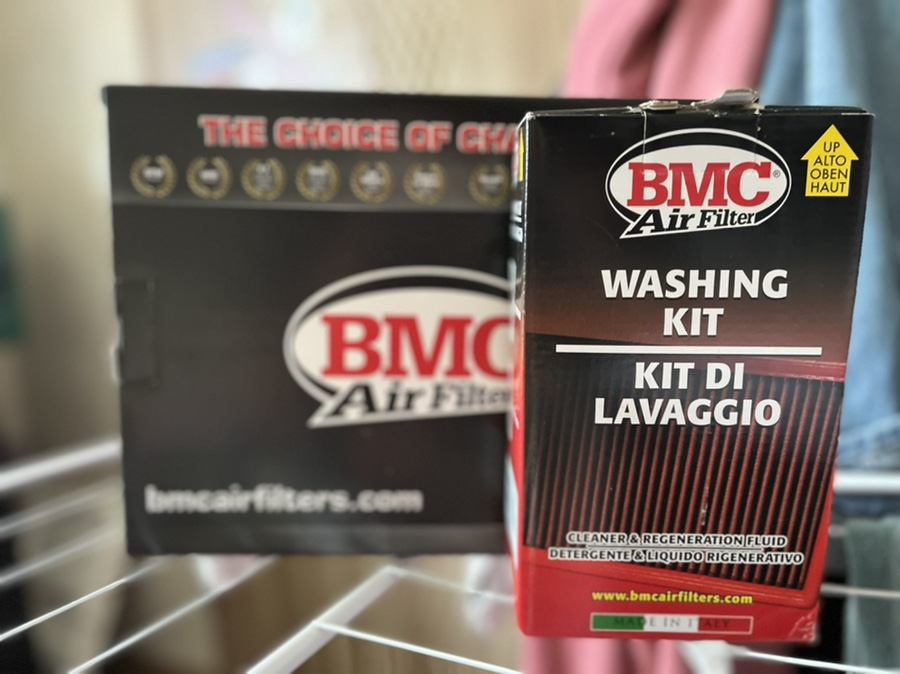 THE CHOICE OF CHA
BMC
Air Filter
bmcairfilters.com
BMC®
Air Filter
UP
ALTO
OBEN
HAUT
WASHING
KIT
KIT DI
LAVAGGIO
CLEANER & REGENERATION FLUID
DETERGENTE & LIQUIDO RIGENERATIVO
www.bmcairfilters.com
MADE IN ITALY